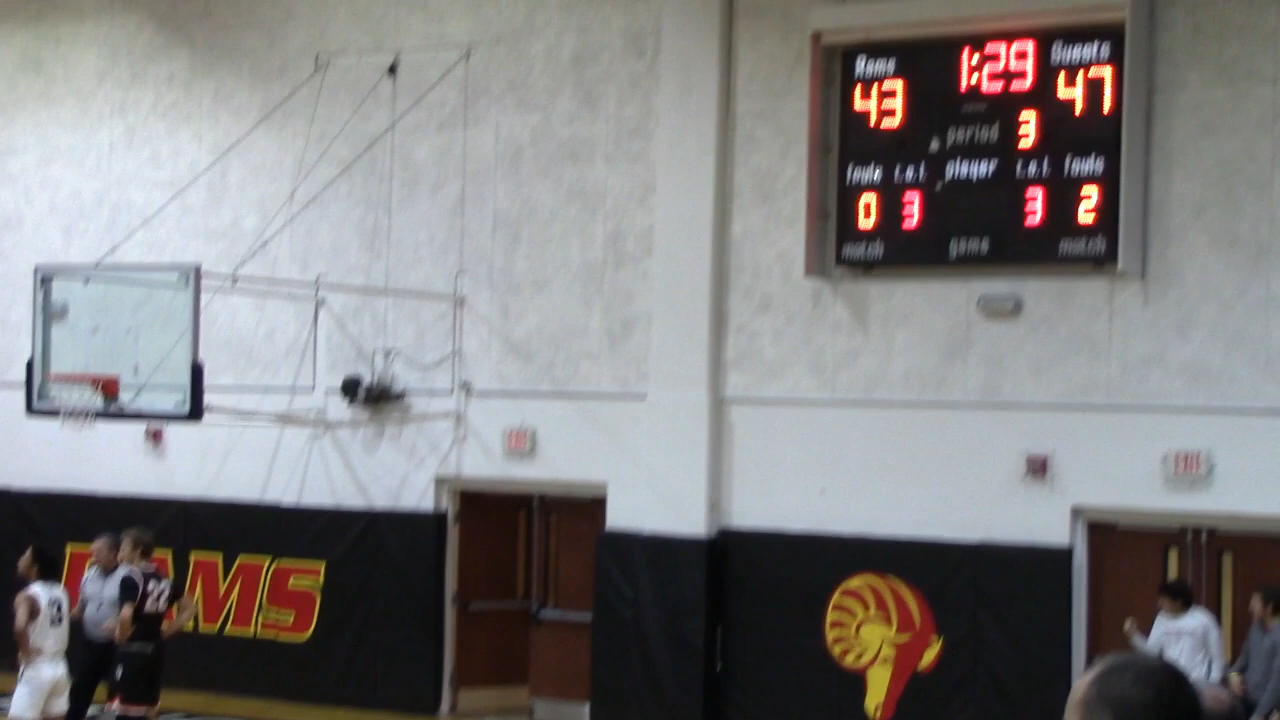 Rams 1:29 Guests
43 47
period 3
fouls t.o.l. player t.o.l. fouls
0 3 3 2
match game match
EXIT
EXIT
RAMS
22